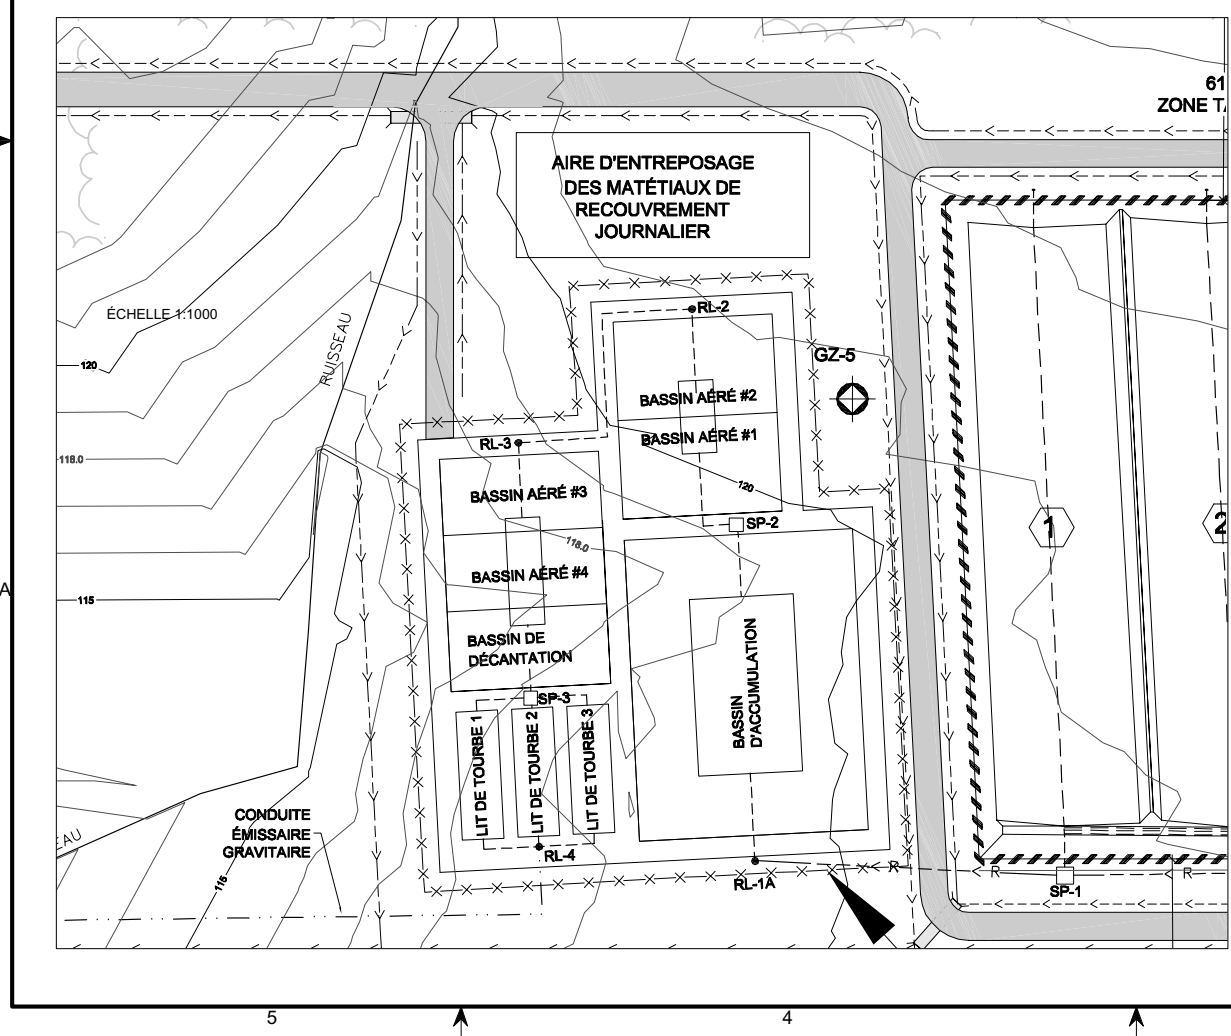 61
ZONE TA
AIRE D'ENTREPOSAGE
DES MATÉTIAUX DE
RECOUVREMENT
JOURNALIER
ÉCHELLE 1:1000
RUISSEAU
120
118.0
115
RL-2
GZ-5
BASSIN AÉRÉ #2
BASSIN AÉRÉ #1
RL-3
120
BASSIN AÉRÉ #3
SP-2
118.0
BASSIN AÉRÉ #4
BASSIN DE
DÉCANTATION
BASSIN
D'ACCUMULATION
SP-3
LIT DE TOURBE 1
LIT DE TOURBE 2
LIT DE TOURBE 3
RL-4
CONDUITE
ÉMISSAIRE
GRAVITAIRE
EAU
115
RL-1A
R
R
R
SP-1
1
2
A
5
4